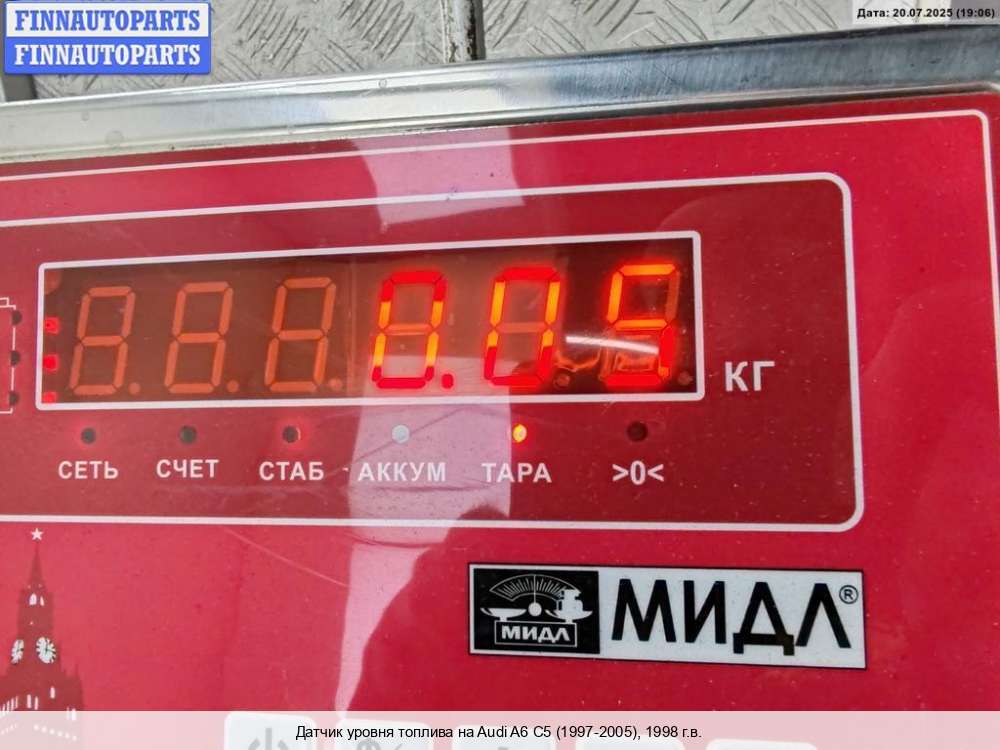 FINNAUTOPARTS
FINNAUTOPARTS
Дата: 20.07.2025 (19:06)
0.05
КГ
СЕТЬ СЧЕТ СТАБ АККУМ ТАРА >0<
МИДЛ МИДЛ®
Датчик уровня топлива на Audi A6 C5 (1997-2005), 1998 г.в.